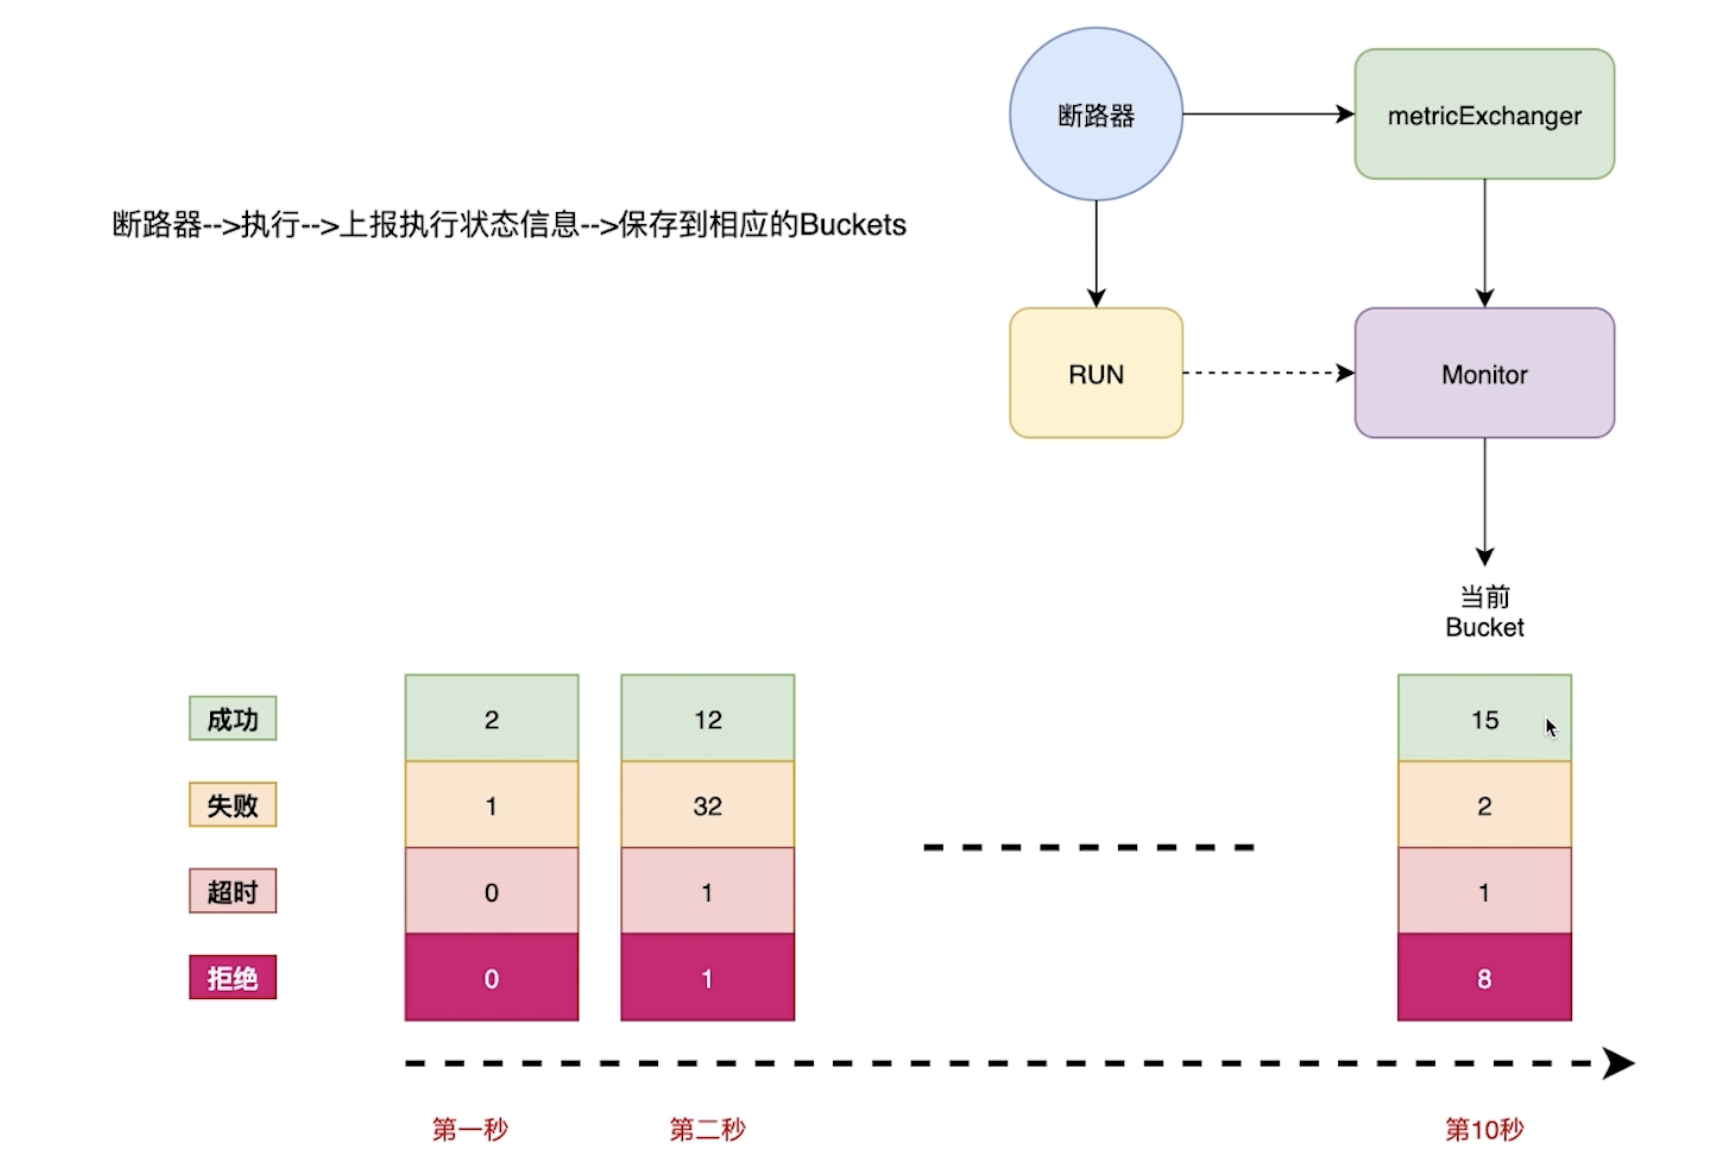 断路器
metricExchanger
断路器-->执行-->上报执行状态信息-->保存到相应的Buckets
RUN
Monitor
当前
Bucket
成功
2
12
15
失败
1
32
2
超时
0
1
1
拒绝
0
1
8
第一秒
第二秒
第10秒